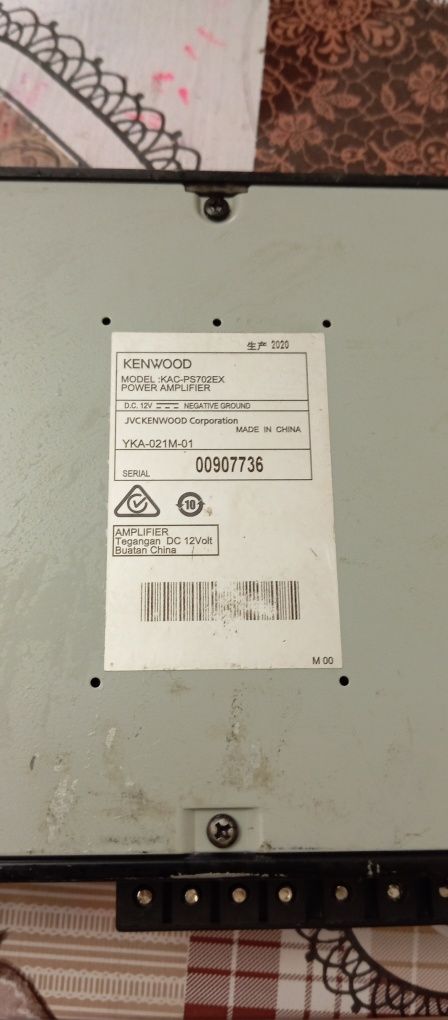 生产 2020
KENWOOD
MODEL :KAC-PS702EX
POWER AMPLIFIER
D.C. 12V NEGATIVE GROUND
JVCKENWOOD Corporation
MADE IN CHINA
YKA-021M-01
SERIAL 00907736
10
AMPLIFIER
Tegangan DC 12Volt
Buatan China
M 00